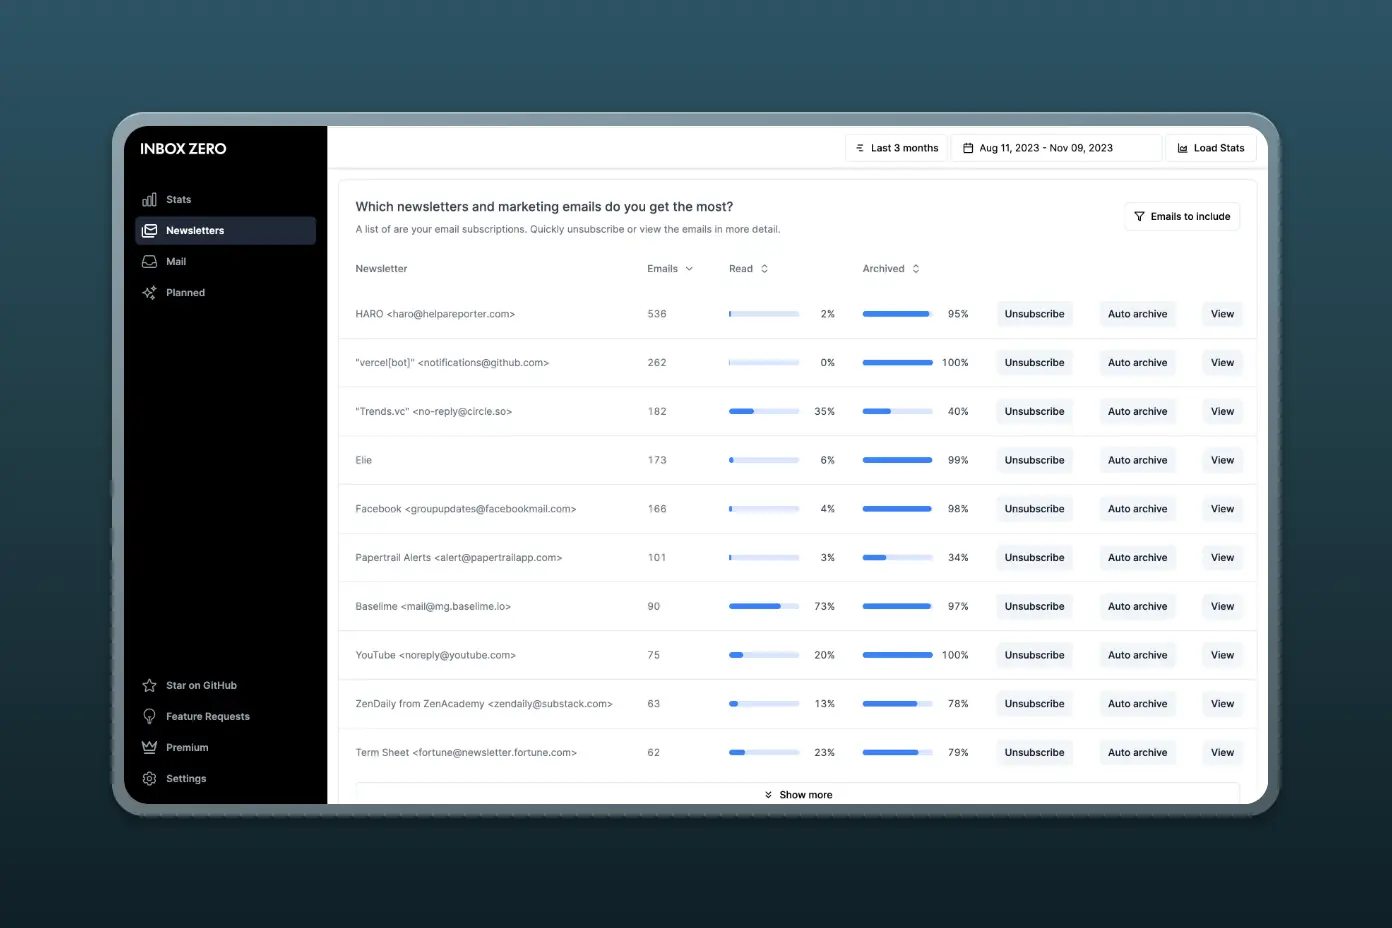 INBOX ZERO
Last 3 months
Aug 11, 2023 - Nov 09, 2023
Load Stats
Stats
Newsletters
Mail
Planned
Star on GitHub
Feature Requests
Premium
Settings
Which newsletters and marketing emails do you get the most?
A list of are your email subscriptions. Quickly unsubscribe or view the emails in more detail.
Emails to include
Newsletter Emails Read Archived
HARO <haro@helpareporter.com> 536 2% 95% Unsubscribe Auto archive View
"vercel[bot]" <notifications@github.com> 262 0% 100% Unsubscribe Auto archive View
"Trends.vc" <no-reply@circle.so> 182 35% 40% Unsubscribe Auto archive View
Elie 173 6% 99% Unsubscribe Auto archive View
Facebook <groupupdates@facebookmail.com> 166 4% 98% Unsubscribe Auto archive View
Papertrail Alerts <alert@papertrailapp.com> 101 3% 34% Unsubscribe Auto archive View
Baselime <mail@mg.baselime.io> 90 73% 97% Unsubscribe Auto archive View
YouTube <noreply@youtube.com> 75 20% 100% Unsubscribe Auto archive View
ZenDaily from ZenAcademy <zendaily@substack.com> 63 13% 78% Unsubscribe Auto archive View
Term Sheet <fortune@newsletter.fortune.com> 62 23% 79% Unsubscribe Auto archive View
Show more